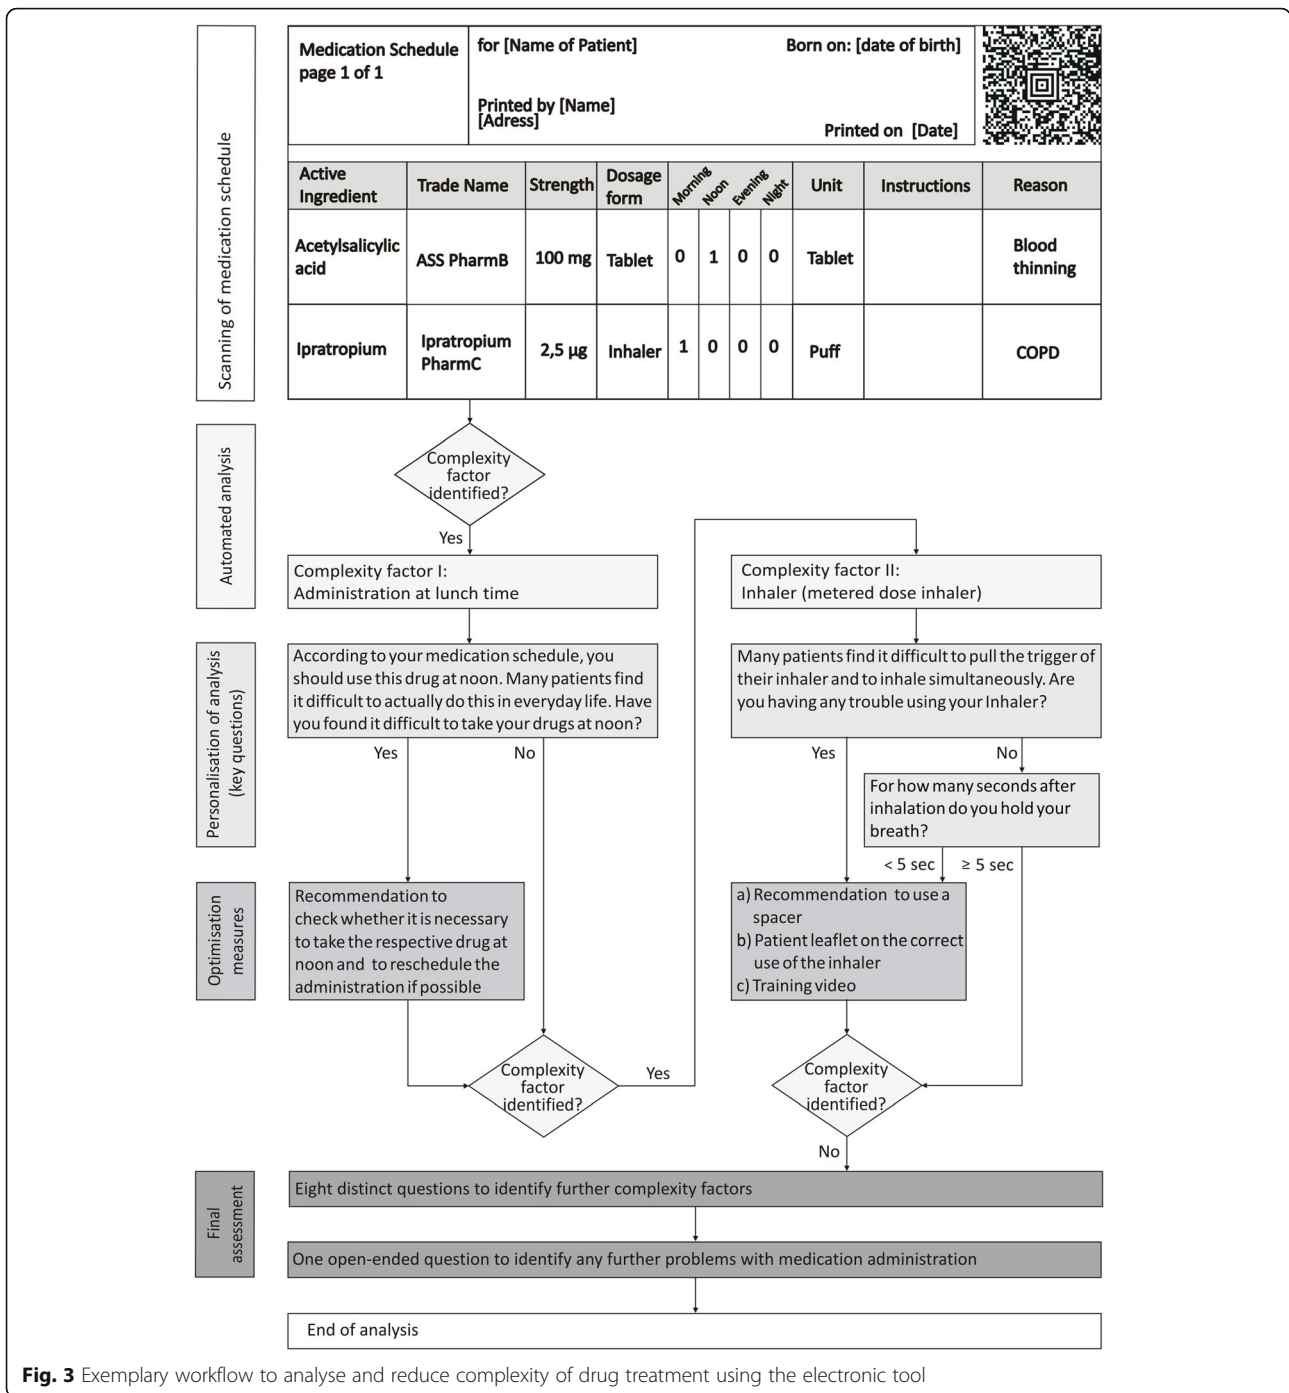 Scanning of medication schedule
Medication Schedule
page 1 of 1
for [Name of Patient]
Born on: [date of birth]
Printed by [Name]
[Adress]
Printed on [Date]
Active
Ingredient
Trade Name
Strength
Dosage
form
Morning
Noon
Evening
Night
Unit
Instructions
Reason
Acetylsalicylic
acid
ASS PharmB
100 mg
Tablet
0
1
0
0
Tablet
Blood
thinning
Ipratropium
Ipratropium
PharmC
2,5 µg
Inhaler
1
0
0
0
Puff
COPD
Automated analysis
Complexity
factor
identified?
Yes
Complexity factor I:
Administration at lunch time
Complexity factor II:
Inhaler (metered dose inhaler)
Personalisation of analysis
(key questions)
According to your medication schedule, you
should use this drug at noon. Many patients find
it difficult to actually do this in everyday life. Have
you found it difficult to take your drugs at noon?
Many patients find it difficult to pull the trigger of
their inhaler and to inhale simultaneously. Are
you having any trouble using your Inhaler?
Yes
No
Yes
No
For how many seconds after
inhalation do you hold your
breath?
< 5 sec
≥ 5 sec
Optimisation
measures
Recommendation to
check whether it is necessary
to take the respective drug at
noon and to reschedule the
administration if possible
a) Recommendation to use a
spacer
b) Patient leaflet on the correct
use of the inhaler
c) Training video
Complexity
factor
identified?
Yes
Complexity
factor
identified?
No
Final
assessment
Eight distinct questions to identify further complexity factors
One open-ended question to identify any further problems with medication administration
End of analysis
Fig. 3 Exemplary workflow to analyse and reduce complexity of drug treatment using the electronic tool